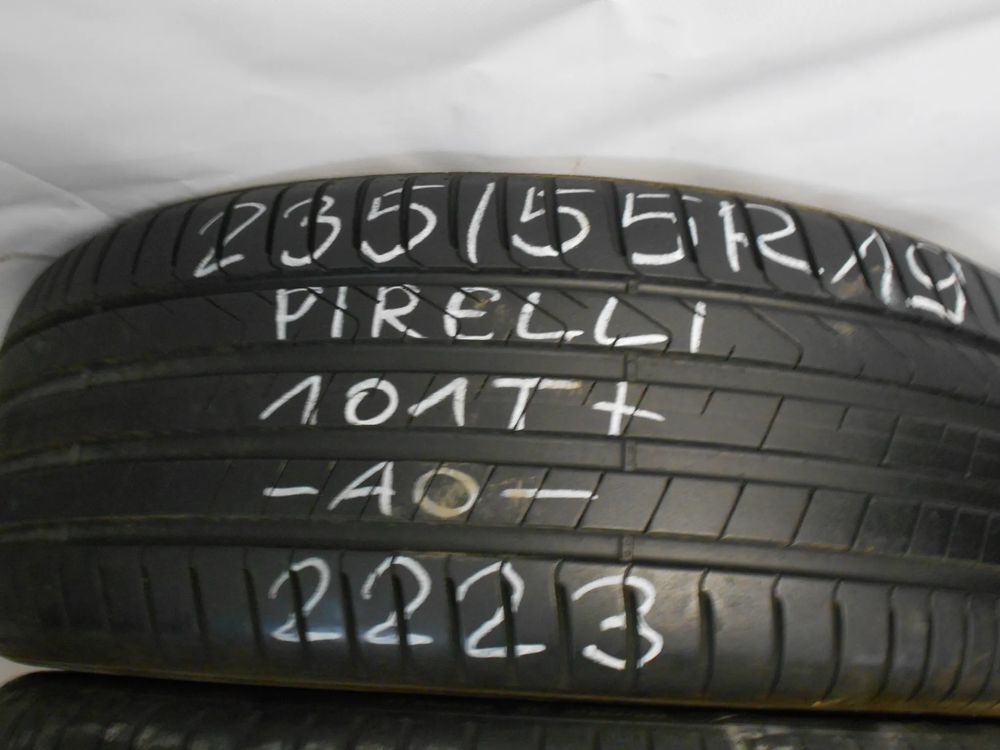 235/55R19
PIRELLI
101T+
-AO-
2223